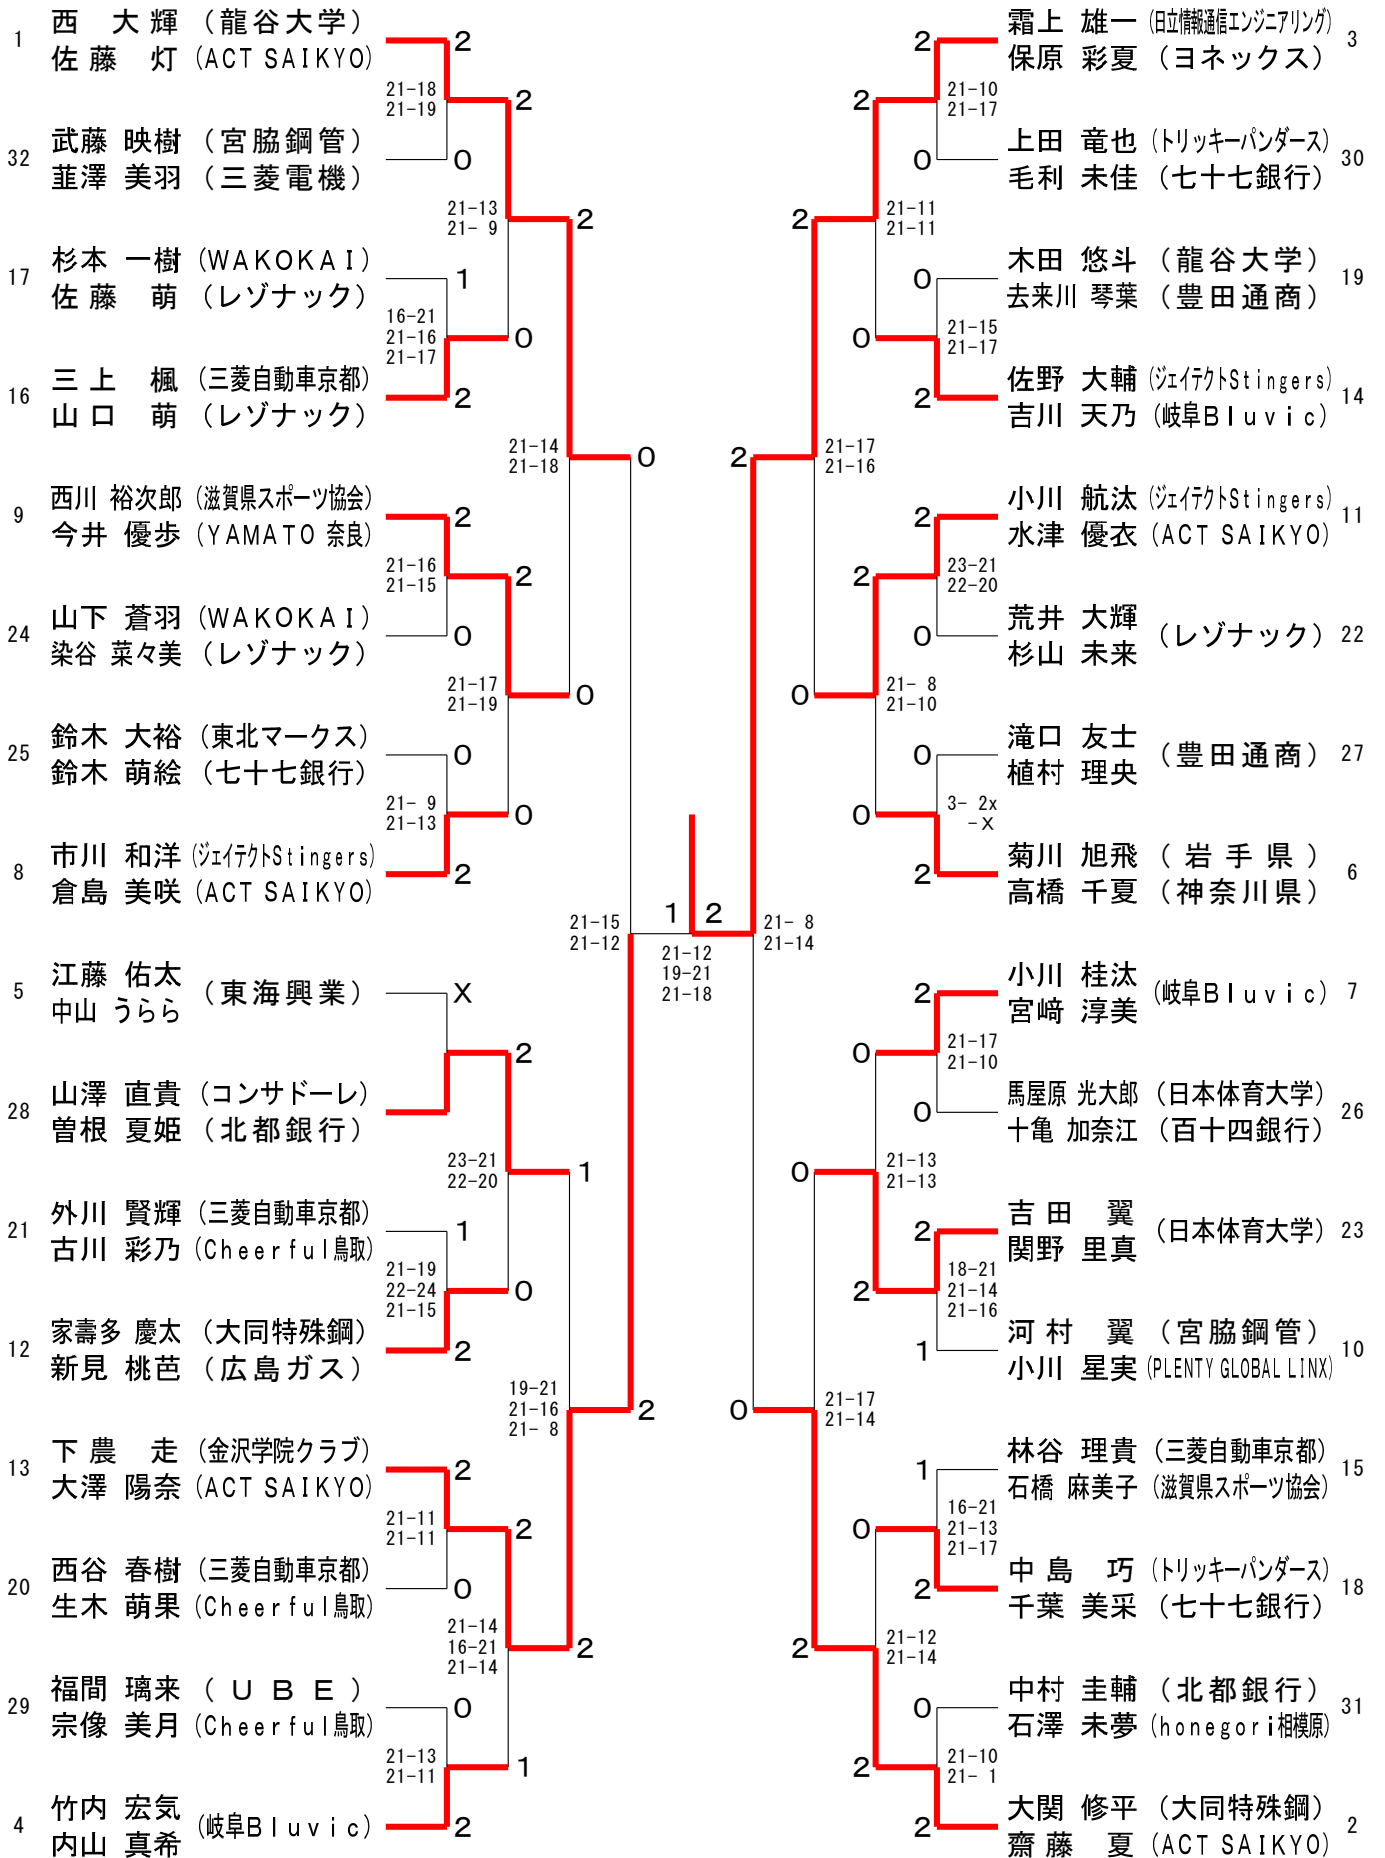 1 西 大輝 (龍谷大学)
佐藤 灯 (ACT SAIKYO)
2
21-18
21-19
2
32 武藤 映樹 (宮脇鋼管)
韮澤 美羽 (三菱電機)
0
21-13
21- 9
2
17 杉本 一樹 (WAKOKAI)
佐藤 萌 (レゾナック)
1
16-21
21-16
21-17
0
16 三上 楓 (三菱自動車京都)
山口 萌 (レゾナック)
2
21-14
21-18
0
9 西川 裕次郎 (滋賀県スポーツ協会)
今井 優歩 (YAMATO 奈良)
2
21-16
21-15
2
24 山下 蒼羽 (WAKOKAI)
染谷 菜々美 (レゾナック)
0
21-17
21-19
0
25 鈴木 大裕 (東北マークス)
鈴木 萌絵 (七十七銀行)
0
21- 9
21-13
0
8 市川 和洋 (ジェイテクトStingers)
倉島 美咲 (ACT SAIKYO)
2
21-15
21-12
5 江藤 佑太 (東海興業)
中山 うらら
X
2
28 山澤 直貴 (コンサドーレ)
曽根 夏姫 (北都銀行)
23-21
22-20
1
21 外川 賢輝 (三菱自動車京都)
古川 彩乃 (Cheerful鳥取)
1
21-19
22-24
21-15
0
12 家壽多 慶太 (大同特殊鋼)
新見 桃芭 (広島ガス)
2
19-21
21-16
21- 8
2
13 下農 走 (金沢学院クラブ)
大澤 陽奈 (ACT SAIKYO)
2
21-11
21-11
2
20 西谷 春樹 (三菱自動車京都)
生木 萌果 (Cheerful鳥取)
0
21-14
16-21
21-14
2
29 福間 璃来 (UBE)
宗像 美月 (Cheerful鳥取)
0
21-13
21-11
1
4 竹内 宏気 (岐阜Bluvic)
内山 真希
2
1 2
21-12
19-21
21-18
霜上 雄一 (日立情報通信エンジニアリング) 3
保原 彩夏 (ヨネックス)
2
21-10
21-17
2
上田 竜也 (トリッキーパンダース) 30
毛利 未佳 (七十七銀行)
0
21-11
21-11
2
木田 悠斗 (龍谷大学) 19
去来川 琴葉 (豊田通商)
0
21-15
21-17
0
佐野 大輔 (ジェイテクトStingers) 14
吉川 天乃 (岐阜Bluvic)
2
21-17
21-16
2
小川 航汰 (ジェイテクトStingers) 11
水津 優衣 (ACT SAIKYO)
2
23-21
22-20
2
荒井 大輝 (レゾナック) 22
杉山 未来
0
21- 8
21-10
0
滝口 友士 (豊田通商) 27
植村 理央
0
3- 2x
-X
0
菊川 旭飛 (岩手県) 6
高橋 千夏 (神奈川県)
2
21- 8
21-14
小川 桂汰 (岐阜Bluvic) 7
宮﨑 淳美
2
21-17
21-10
0
馬屋原 光大郎 (日本体育大学) 26
十亀 加奈江 (百十四銀行)
0
21-13
21-13
0
吉田 翼 (日本体育大学) 23
関野 里真
2
18-21
21-14
21-16
2
河村 翼 (宮脇鋼管) 10
小川 星実 (PLENTY GLOBAL LINX)
1
21-17
21-14
0
林谷 理貴 (三菱自動車京都) 15
石橋 麻美子 (滋賀県スポーツ協会)
1
16-21
21-13
21-17
0
中島 巧 (トリッキーパンダース) 18
千葉 美采 (七十七銀行)
2
21-12
21-14
2
中村 圭輔 (北都銀行) 31
石澤 未夢 (honegori相模原)
0
21-10
21- 1
2
大関 修平 (大同特殊鋼) 2
齋藤 夏 (ACT SAIKYO)
2